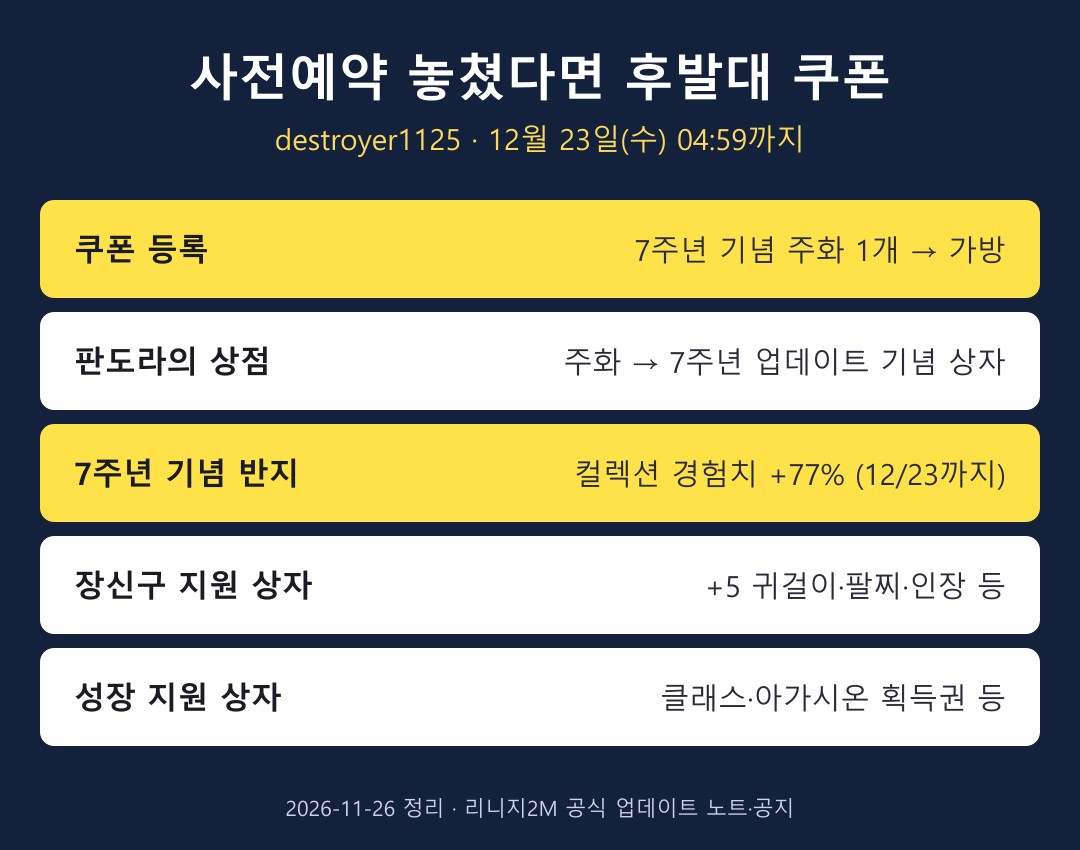 사전예약 놓쳤다면 후발대 쿠폰
destroyer1125 · 12월 23일(수) 04:59까지
쿠폰 등록 7주년 기념 주화 1개 → 가방
판도라의 상점 주화 → 7주년 업데이트 기념 상자
7주년 기념 반지 컬렉션 경험치 +77% (12/23까지)
장신구 지원 상자 +5 귀걸이·팔찌·인장 등
성장 지원 상자 클래스·아가시온 획득권 등
2026-11-26 정리 · 리니지2M 공식 업데이트 노트·공지